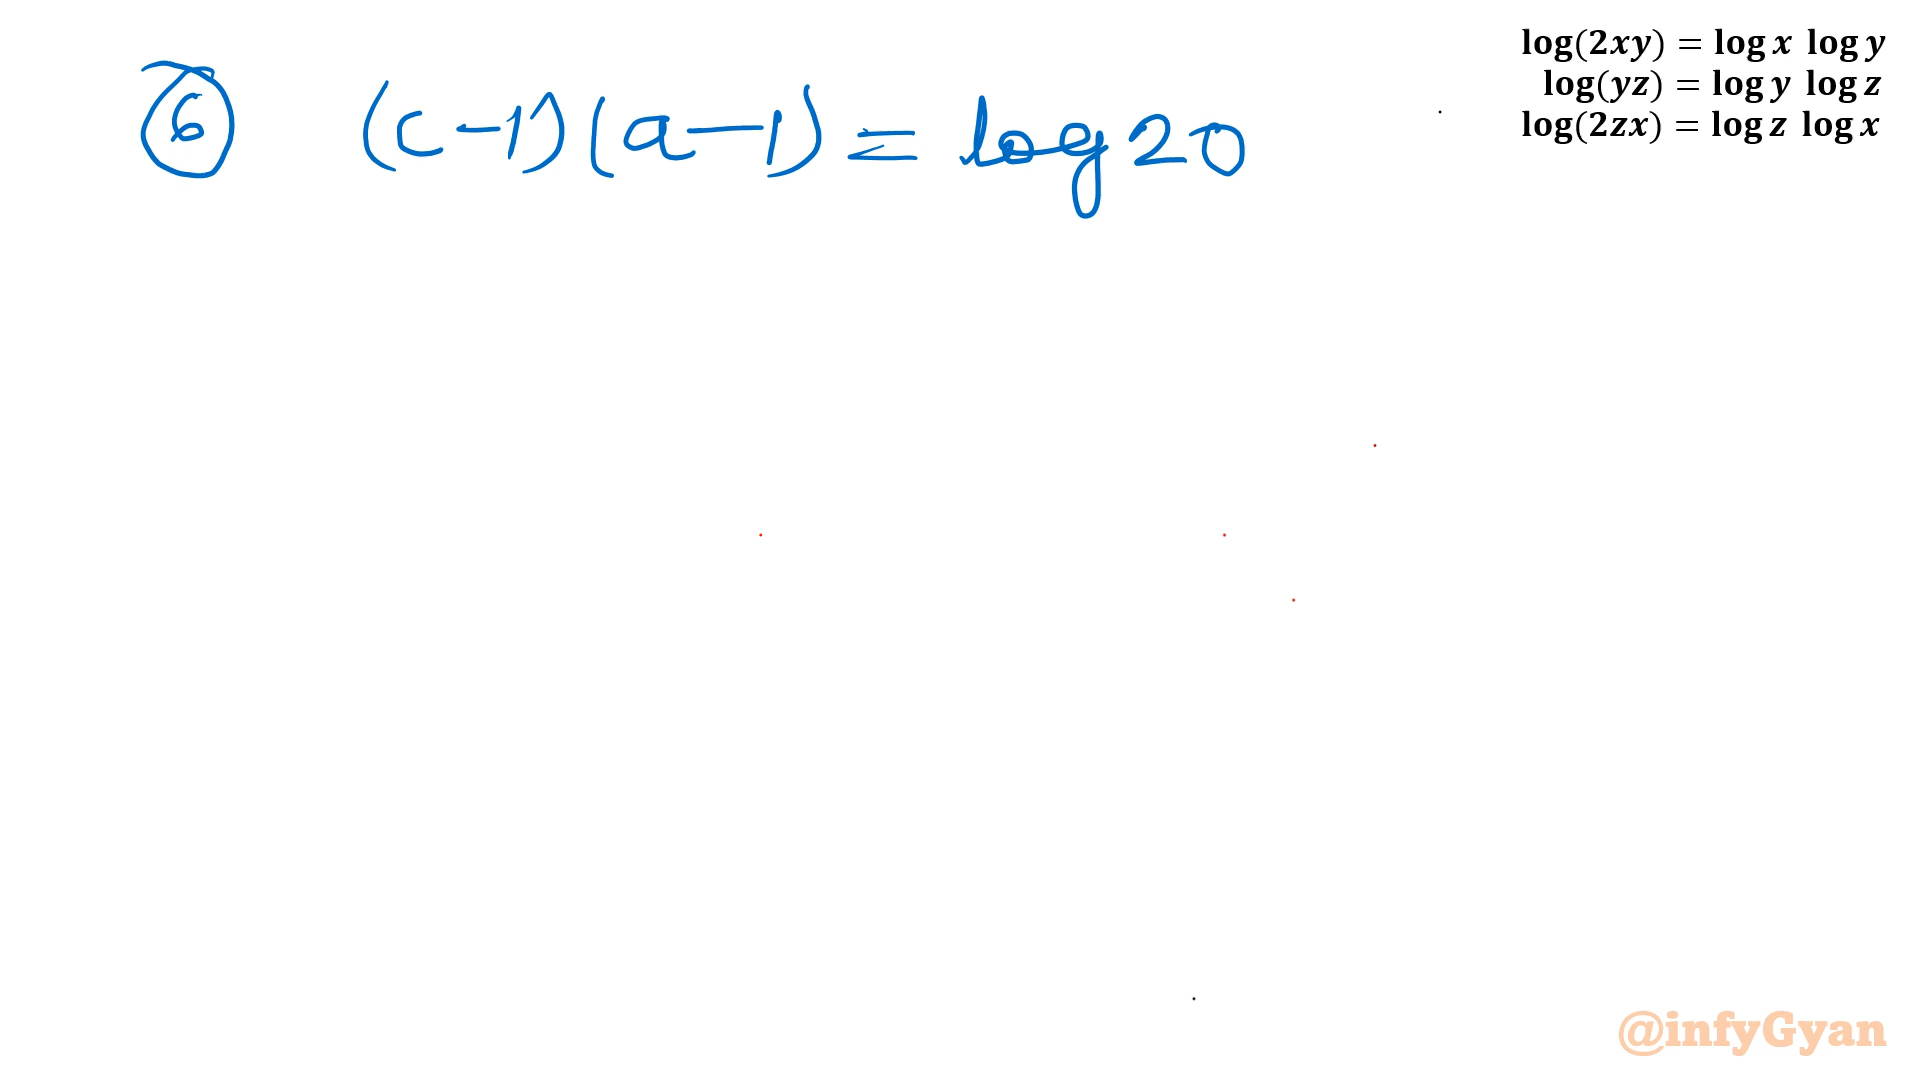 log(2xy) = log x log y
log(yz) = log y log z
log(2zx) = log z log x
⑥ (c-1)(a-1) = log 20
@infyGyan